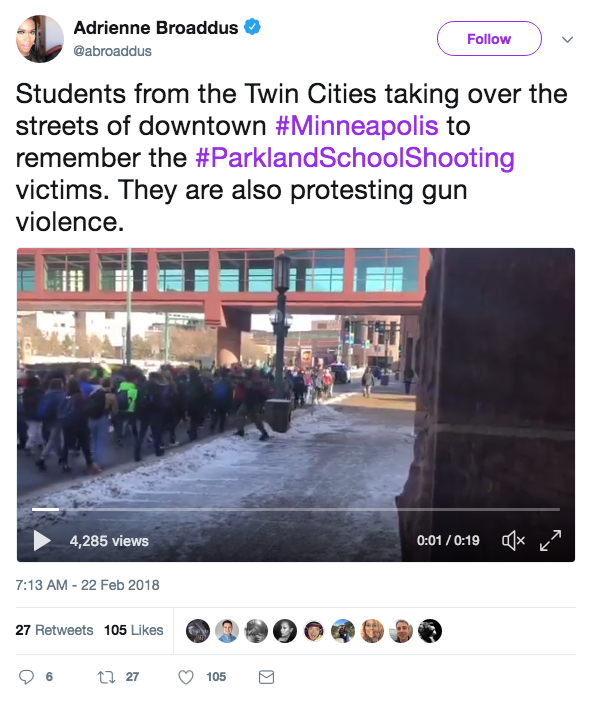 Adrienne Broaddus
@abroaddus
Follow
Students from the Twin Cities taking over the
streets of downtown #Minneapolis to
remember the #ParklandSchoolShooting
victims. They are also protesting gun
violence.
4,285 views
0:01 / 0:19
7:13 AM - 22 Feb 2018
27 Retweets 105 Likes
6 27 105